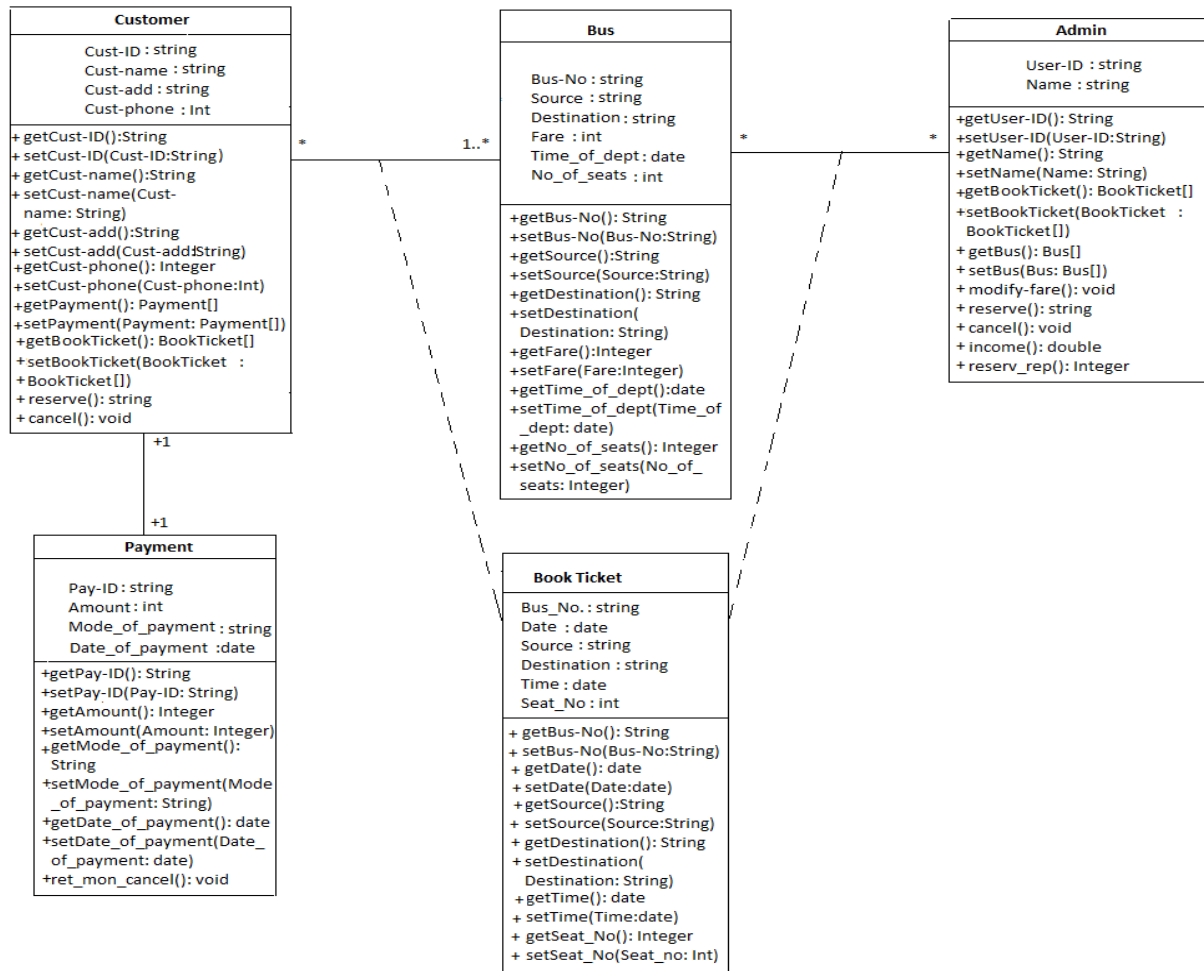 Customer
Cust-ID : string
Cust-name : string
Cust-add : string
Cust-phone : Int
+ getCust-ID():String
+ setCust-ID(Cust-ID:String)
+ getCust-name():String
+ setCust-name(Cust-
name: String)
+ getCust-add():String
+ setCust-add(Cust-add:String)
+ getCust-phone(): Integer
+ setCust-phone(Cust-phone:Int)
+ getPayment(): Payment[]
+ setPayment(Payment: Payment[])
+ getBookTicket(): BookTicket[]
+ setBookTicket(BookTicket :
+ BookTicket[])
+ reserve(): string
+ cancel(): void
*
1..*
Bus
Bus-No : string
Source : string
Destination : string
Fare : int
Time_of_dept : date
No_of_seats : int
+getBus-No(): String
+setBus-No(Bus-No:String)
+getSource():String
+setSource(Source:String)
+getDestination(): String
+setDestination(
Destination: String)
+getFare():Integer
+setFare(Fare:Integer)
+getTime_of_dept():date
+setTime_of_dept(Time_of
_dept: date)
+getNo_of_seats(): Integer
+setNo_of_seats(No_of_
seats: Integer)
*
*
Admin
User-ID : string
Name : string
+getUser-ID(): String
+setUser-ID(User-ID:String)
+getName(): String
+setName(Name: String)
+getBookTicket(): BookTicket[]
+setBookTicket(BookTicket :
BookTicket[])
+ getBus(): Bus[]
+ setBus(Bus: Bus[])
+ modify-fare(): void
+ reserve(): string
+ cancel(): void
+ income(): double
+ reserv_rep(): Integer
+1
+1
Payment
Pay-ID : string
Amount : int
Mode_of_payment : string
Date_of_payment :date
+getPay-ID(): String
+setPay-ID(Pay-ID: String)
+getAmount(): Integer
+setAmount(Amount: Integer)
+getMode_of_payment():
String
+setMode_of_payment(Mode
_of_payment: String)
+getDate_of_payment(): date
+setDate_of_payment(Date_
of_payment: date)
+ret_mon_cancel(): void
Book Ticket
Bus_No. : string
Date : date
Source : string
Destination : string
Time : date
Seat_No : int
+ getBus-No(): String
+ setBus-No(Bus-No:String)
+ getDate(): date
+ setDate(Date:date)
+ getSource():String
+ setSource(Source:String)
+ getDestination(): String
+ setDestination(
Destination: String)
+ getTime(): date
+ setTime(Time:date)
+ getSeat_No(): Integer
+ setSeat_No(Seat_no: Int)